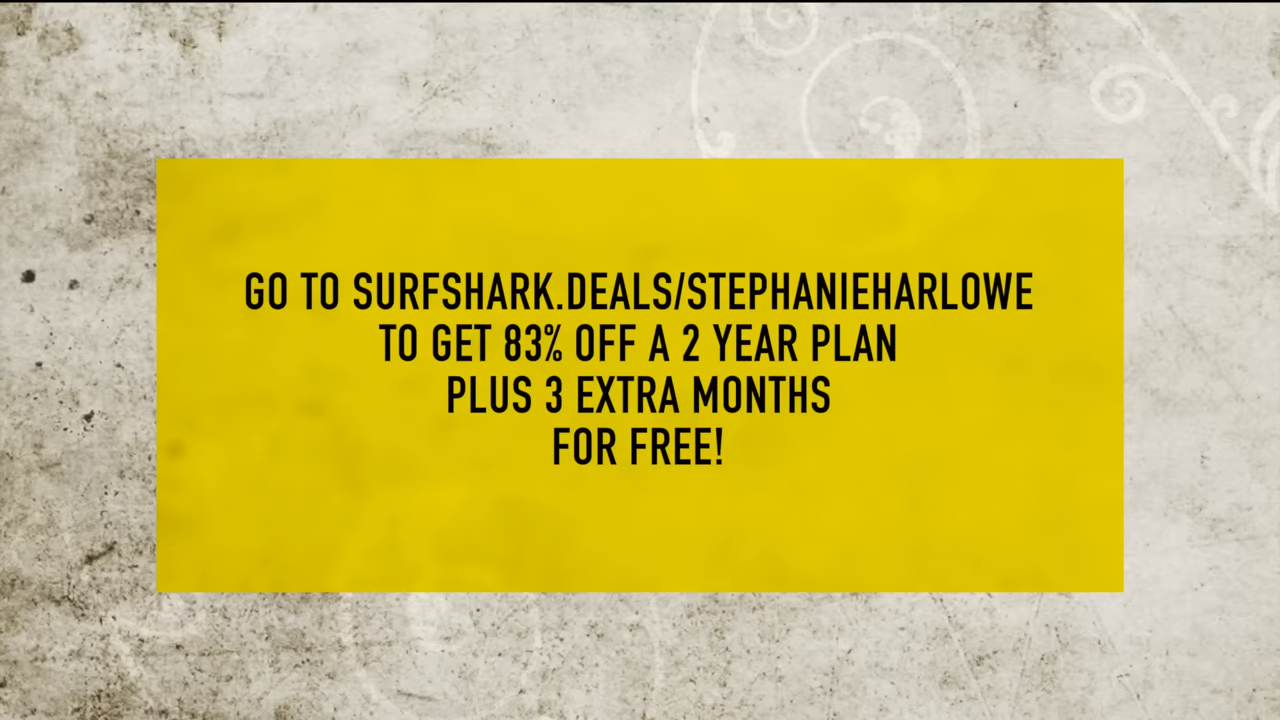 GO TO SURFSHARK.DEALS/STEPHANIEHARLOWE
TO GET 83% OFF A 2 YEAR PLAN
PLUS 3 EXTRA MONTHS
FOR FREE!